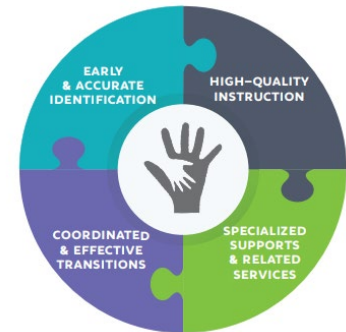 EARLY
& ACCURATE
IDENTIFICATION
HIGH–QUALITY
INSTRUCTION
COORDINATED
& EFFECTIVE
TRANSITIONS
SPECIALIZED
SUPPORTS
& RELATED
SERVICES